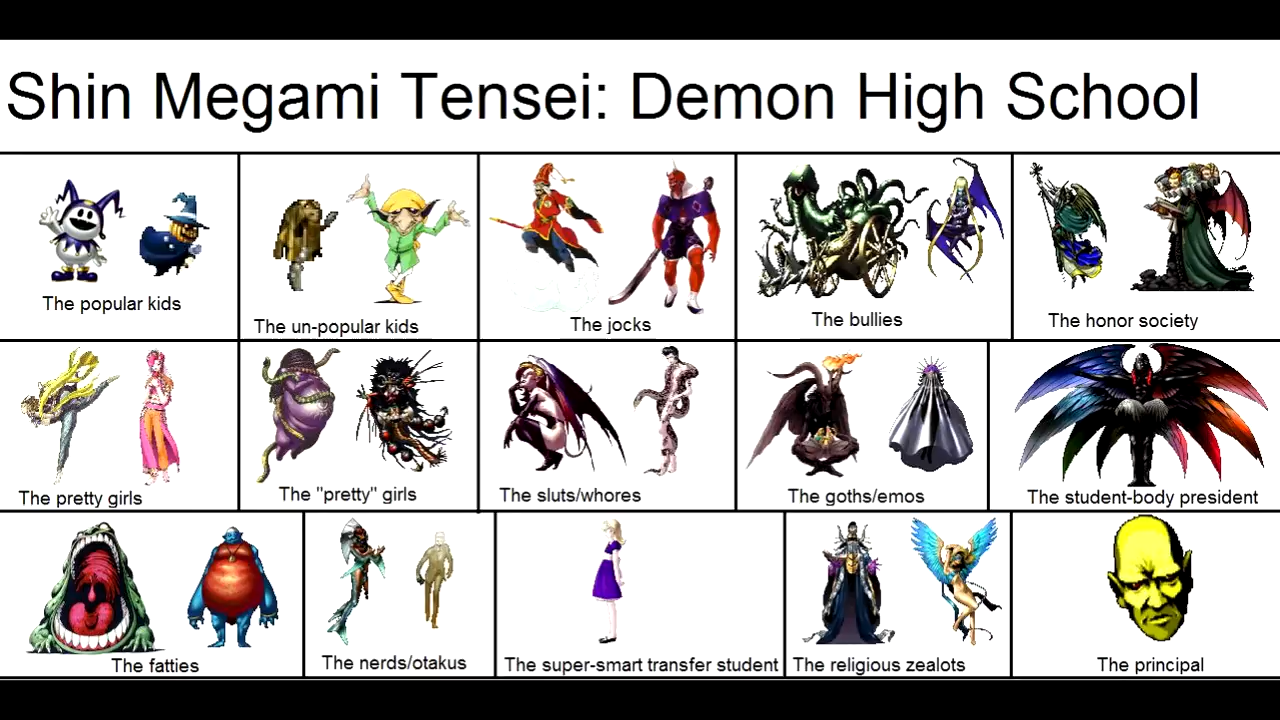 Shin Megami Tensei: Demon High School
The popular kids
The un-popular kids
The jocks
The bullies
The honor society
The pretty girls
The "pretty" girls
The sluts/whores
The goths/emos
The student-body president
The fatties
The nerds/otakus
The super-smart transfer student
The religious zealots
The principal